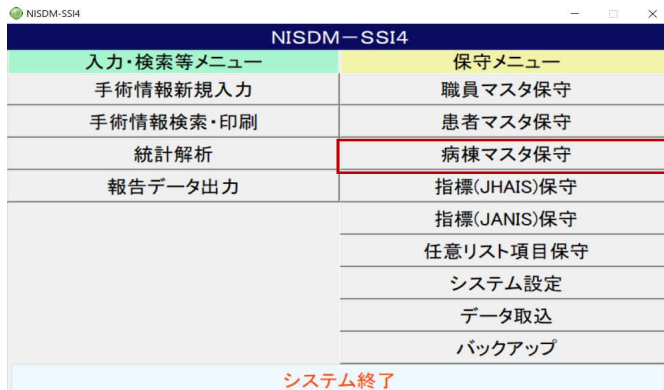 NISDM-SSI4
NISDM－SSI4
入力・検索等メニュー
保守メニュー
手術情報新規入力
職員マスタ保守
手術情報検索・印刷
患者マスタ保守
統計解析
病棟マスタ保守
報告データ出力
指標(JHAIS)保守
指標(JANIS)保守
任意リスト項目保守
システム設定
データ取込
バックアップ
システム終了